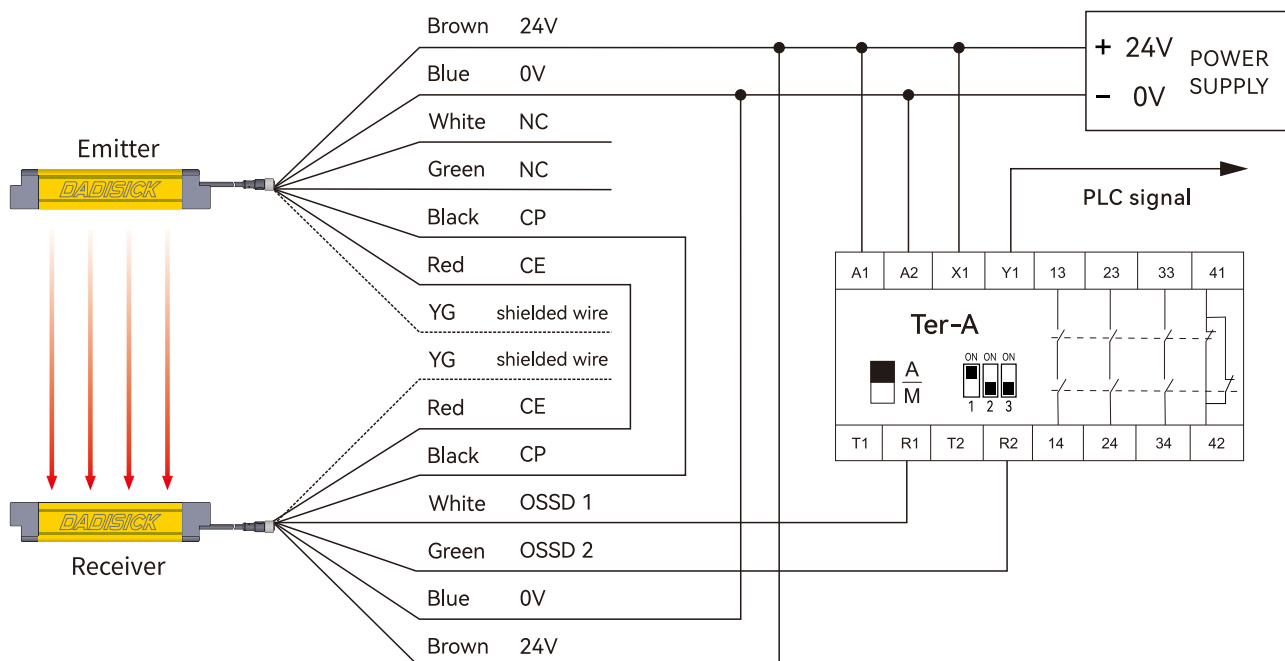 Brown 24V
Blue 0V
White NC
Green NC
Black CP
Red CE
YG shielded wire
YG shielded wire
Red CE
Black CP
White OSSD 1
Green OSSD 2
Blue 0V
Brown 24V
Emitter
DADISICK
DADISICK
Receiver
+ 24V
- 0V
POWER
SUPPLY
PLC signal
A1 A2 X1 Y1 13 23 33 41
Ter-A
A
M
ON ON ON
1 2 3
T1 R1 T2 R2 14 24 34 42